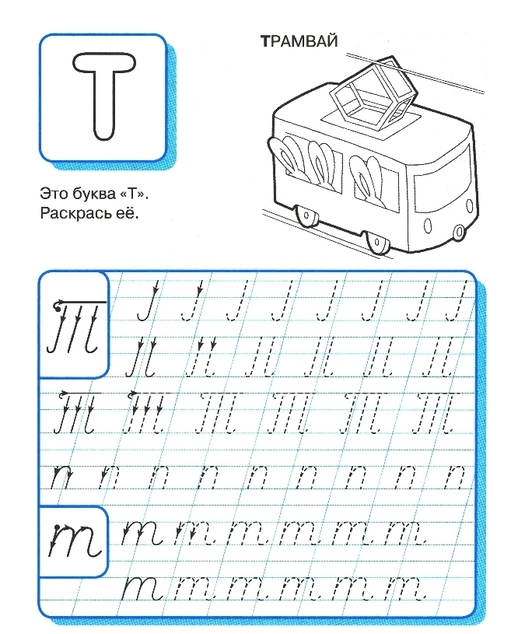 Т
ТРАМВАЙ
Это буква «Т».
Раскрась её.
Т
Т Т Т Т Т Т
п п п п п п п п п
т т т т т т т
т т т т т т